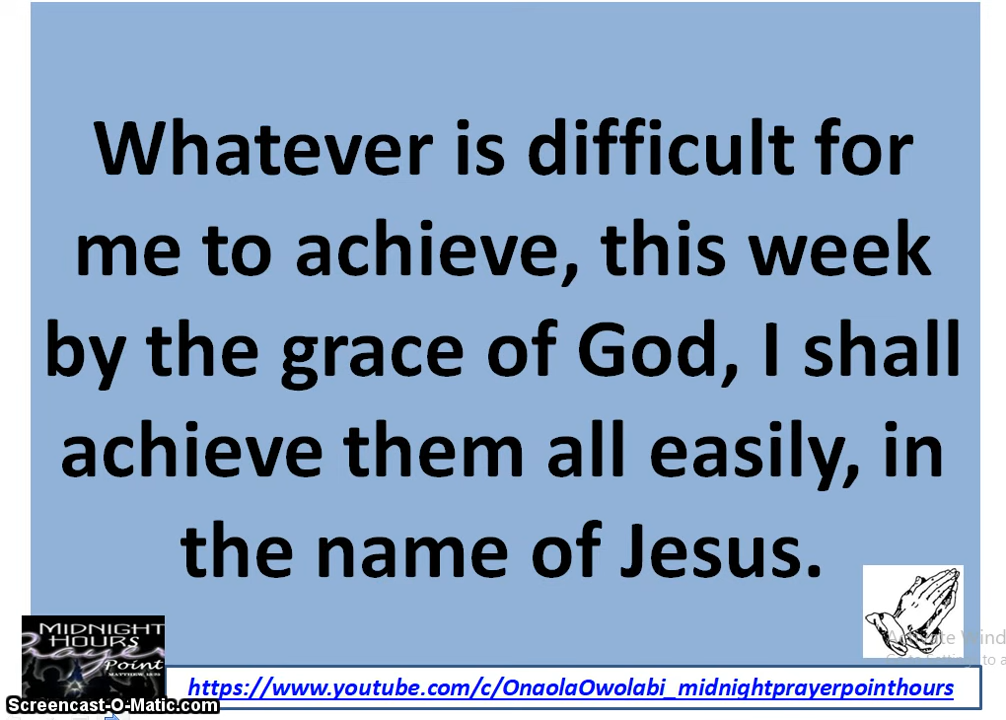 Whatever is difficult for
me to achieve, this week
by the grace of God, I shall
achieve them all easily, in
the name of Jesus.
MIDNIGHT
HOURS
Prayer
Point
https://www.youtube.com/c/OnaolaOwolabi_midnightprayerpointhours
Screencast-O-Matic.com